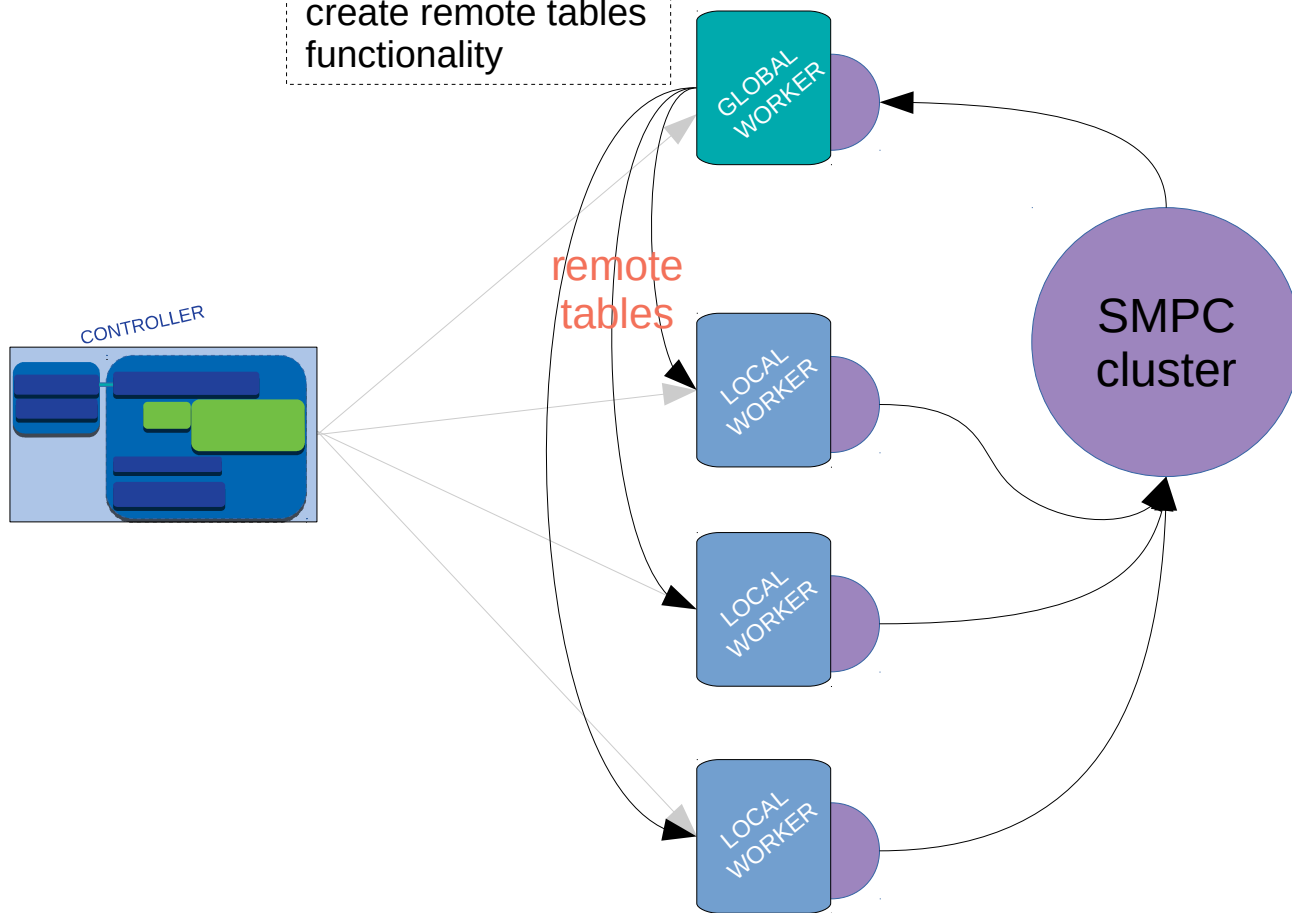 create remote tables
functionality
GLOBAL
WORKER
remote
tables
CONTROLLER
SMPC
cluster
LOCAL
WORKER
LOCAL
WORKER
LOCAL
WORKER